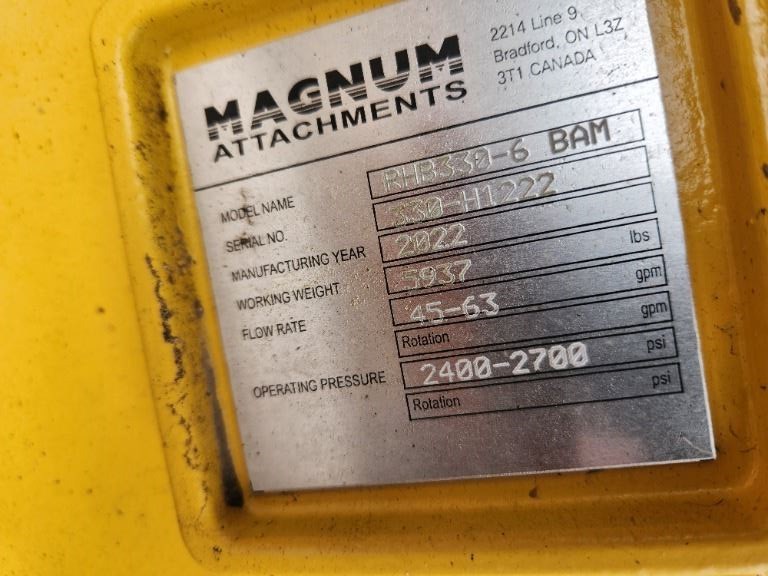 MAGNUM
ATTACHMENTS
2214 Line 9
Bradford, ON L3Z
3T1 CANADA
MODEL NAME RHB330-6 BAM
SERIAL NO. 330-H1222
MANUFACTURING YEAR 2022
WORKING WEIGHT 5937 lbs
FLOW RATE 45-63 gpm
Rotation gpm
OPERATING PRESSURE 2400-2700 psi
Rotation psi